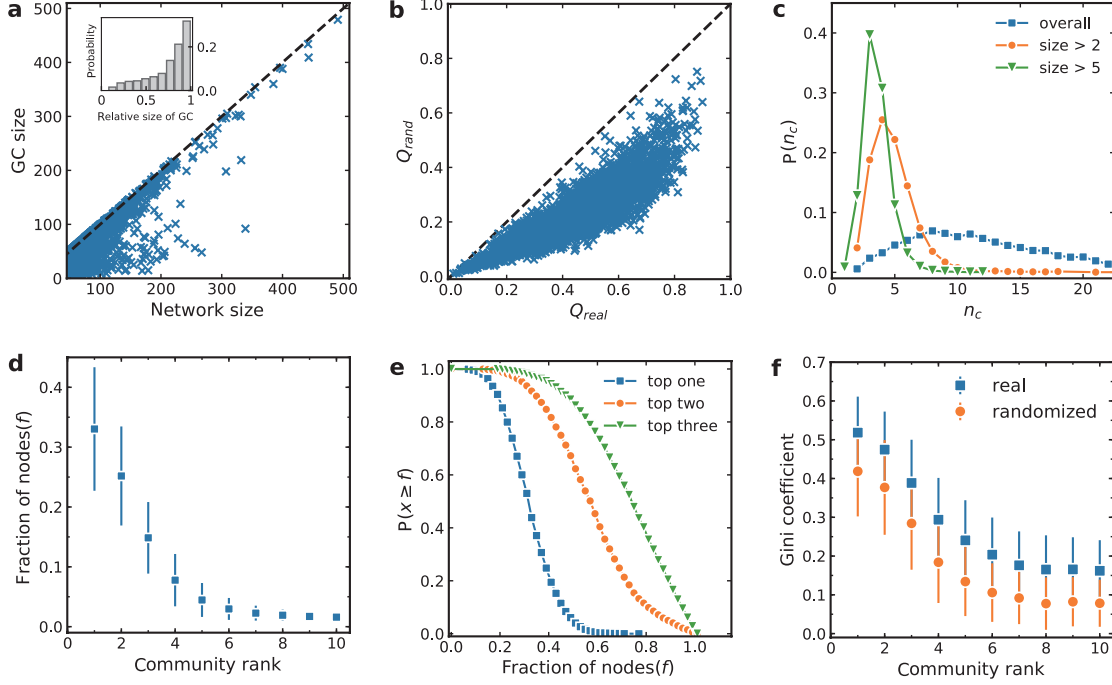 a
500
400
300
200
100
0
GC size
100 200 300 400 500
Network size
Probability
0.2
0.0
0 0.5 1
Relative size of GC
b
1.0
0.8
0.6
0.4
0.2
0.0
Q_rand
0.0 0.2 0.4 0.6 0.8 1.0
Q_real
c
0.4
0.3
0.2
0.1
0.0
P(n_c)
overall
size > 2
size > 5
0 5 10 15 20
n_c
d
0.4
0.3
0.2
0.1
0.0
Fraction of nodes(f)
0 2 4 6 8 10
Community rank
e
1.0
0.8
0.6
0.4
0.2
0.0
P(x ≥ f)
top one
top two
top three
0.0 0.2 0.4 0.6 0.8 1.0
Fraction of nodes(f)
f
0.7
0.6
0.5
0.4
0.3
0.2
0.1
0.0
Gini coefficient
real
randomized
0 2 4 6 8 10
Community rank